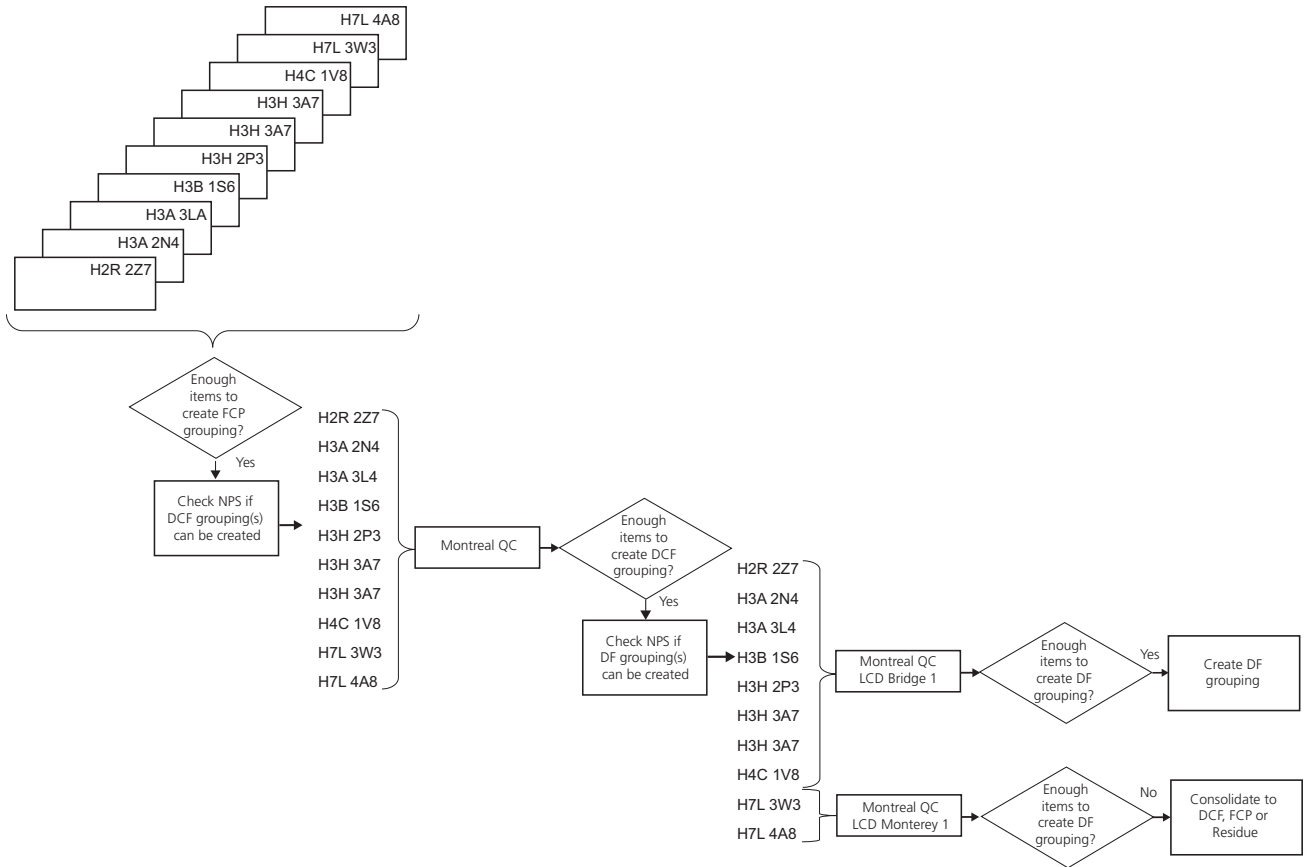 H7L 4A8
H7L 3W3
H4C 1V8
H3H 3A7
H3H 3A7
H3H 2P3
H3B 1S6
H3A 3LA
H3A 2N4
H2R 2Z7
Enough
items to
create FCP
grouping?
Yes
Check NPS if
DCF grouping(s)
can be created
H2R 2Z7
H3A 2N4
H3A 3L4
H3B 1S6
H3H 2P3
H3H 3A7
H3H 3A7
H4C 1V8
H7L 3W3
H7L 4A8
Montreal QC
Enough
items to
create DCF
grouping?
Yes
Check NPS if
DF grouping(s)
can be created
H2R 2Z7
H3A 2N4
H3A 3L4
H3B 1S6
H3H 2P3
H3H 3A7
H3H 3A7
H4C 1V8
H7L 3W3
H7L 4A8
Montreal QC
LCD Bridge 1
Enough
items to
create DF
grouping?
Yes
Create DF
grouping
Montreal QC
LCD Monterey 1
Enough
items to
create DF
grouping?
No
Consolidate to
DCF, FCP or
Residue